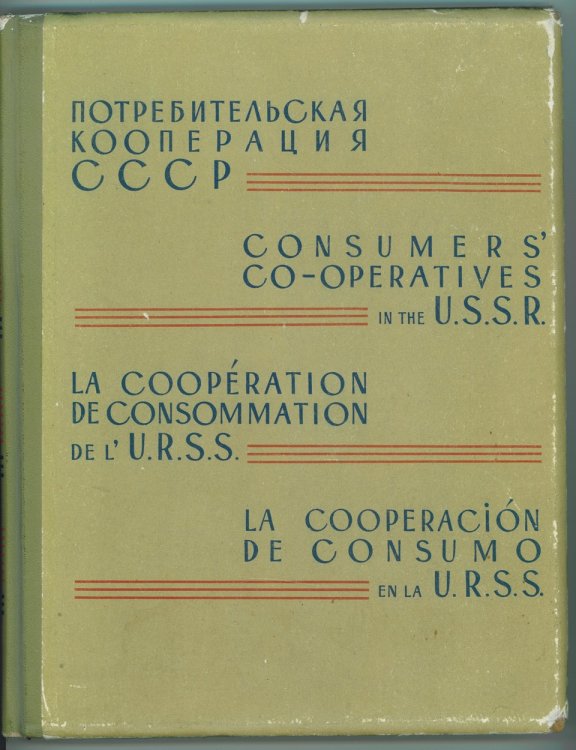 ПОТРЕБИТЕЛЬСКАЯ
КООПЕРАЦИЯ
СССР
CONSUMERS'
CO-OPERATIVES
IN THE U.S.S.R.
LA COOPÉRATION
DE CONSOMMATION
DE L'U.R.S.S.
LA COOPERACIÓN
DE CONSUMO
EN LA U.R.S.S.